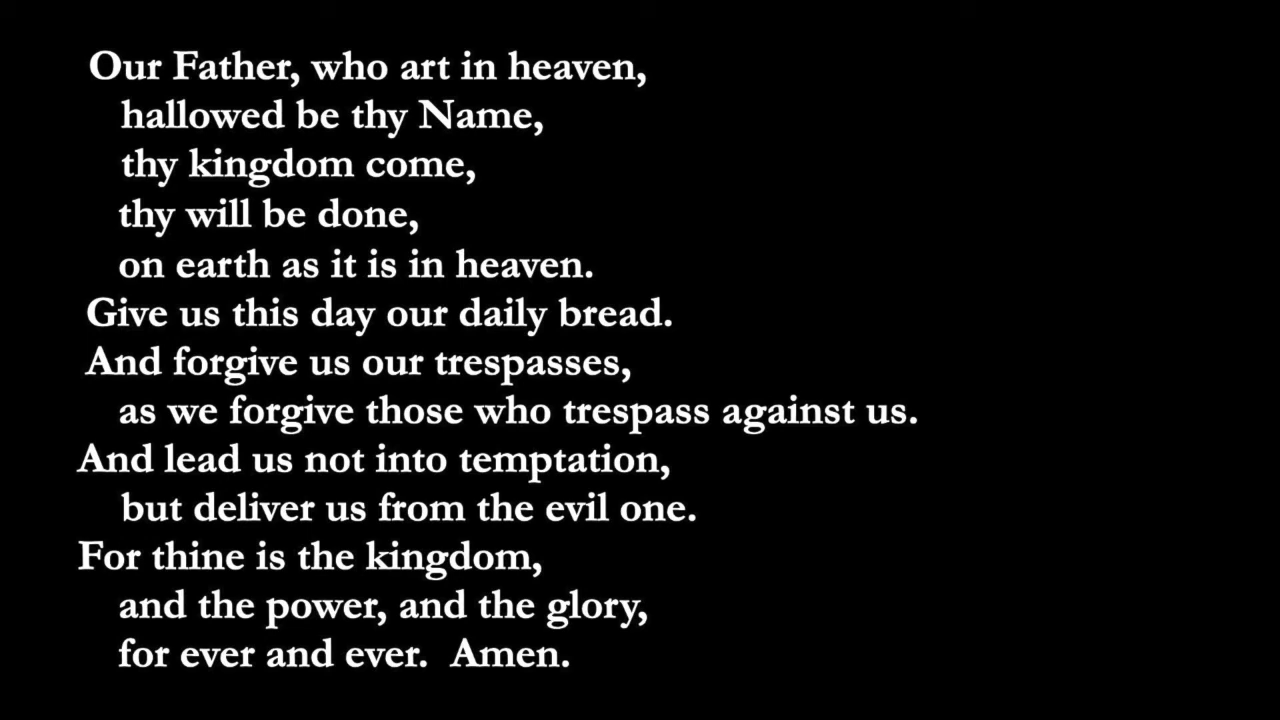 Our Father, who art in heaven,
hallowed be thy Name,
thy kingdom come,
thy will be done,
on earth as it is in heaven.
Give us this day our daily bread.
And forgive us our trespasses,
as we forgive those who trespass against us.
And lead us not into temptation,
but deliver us from the evil one.
For thine is the kingdom,
and the power, and the glory,
for ever and ever. Amen.